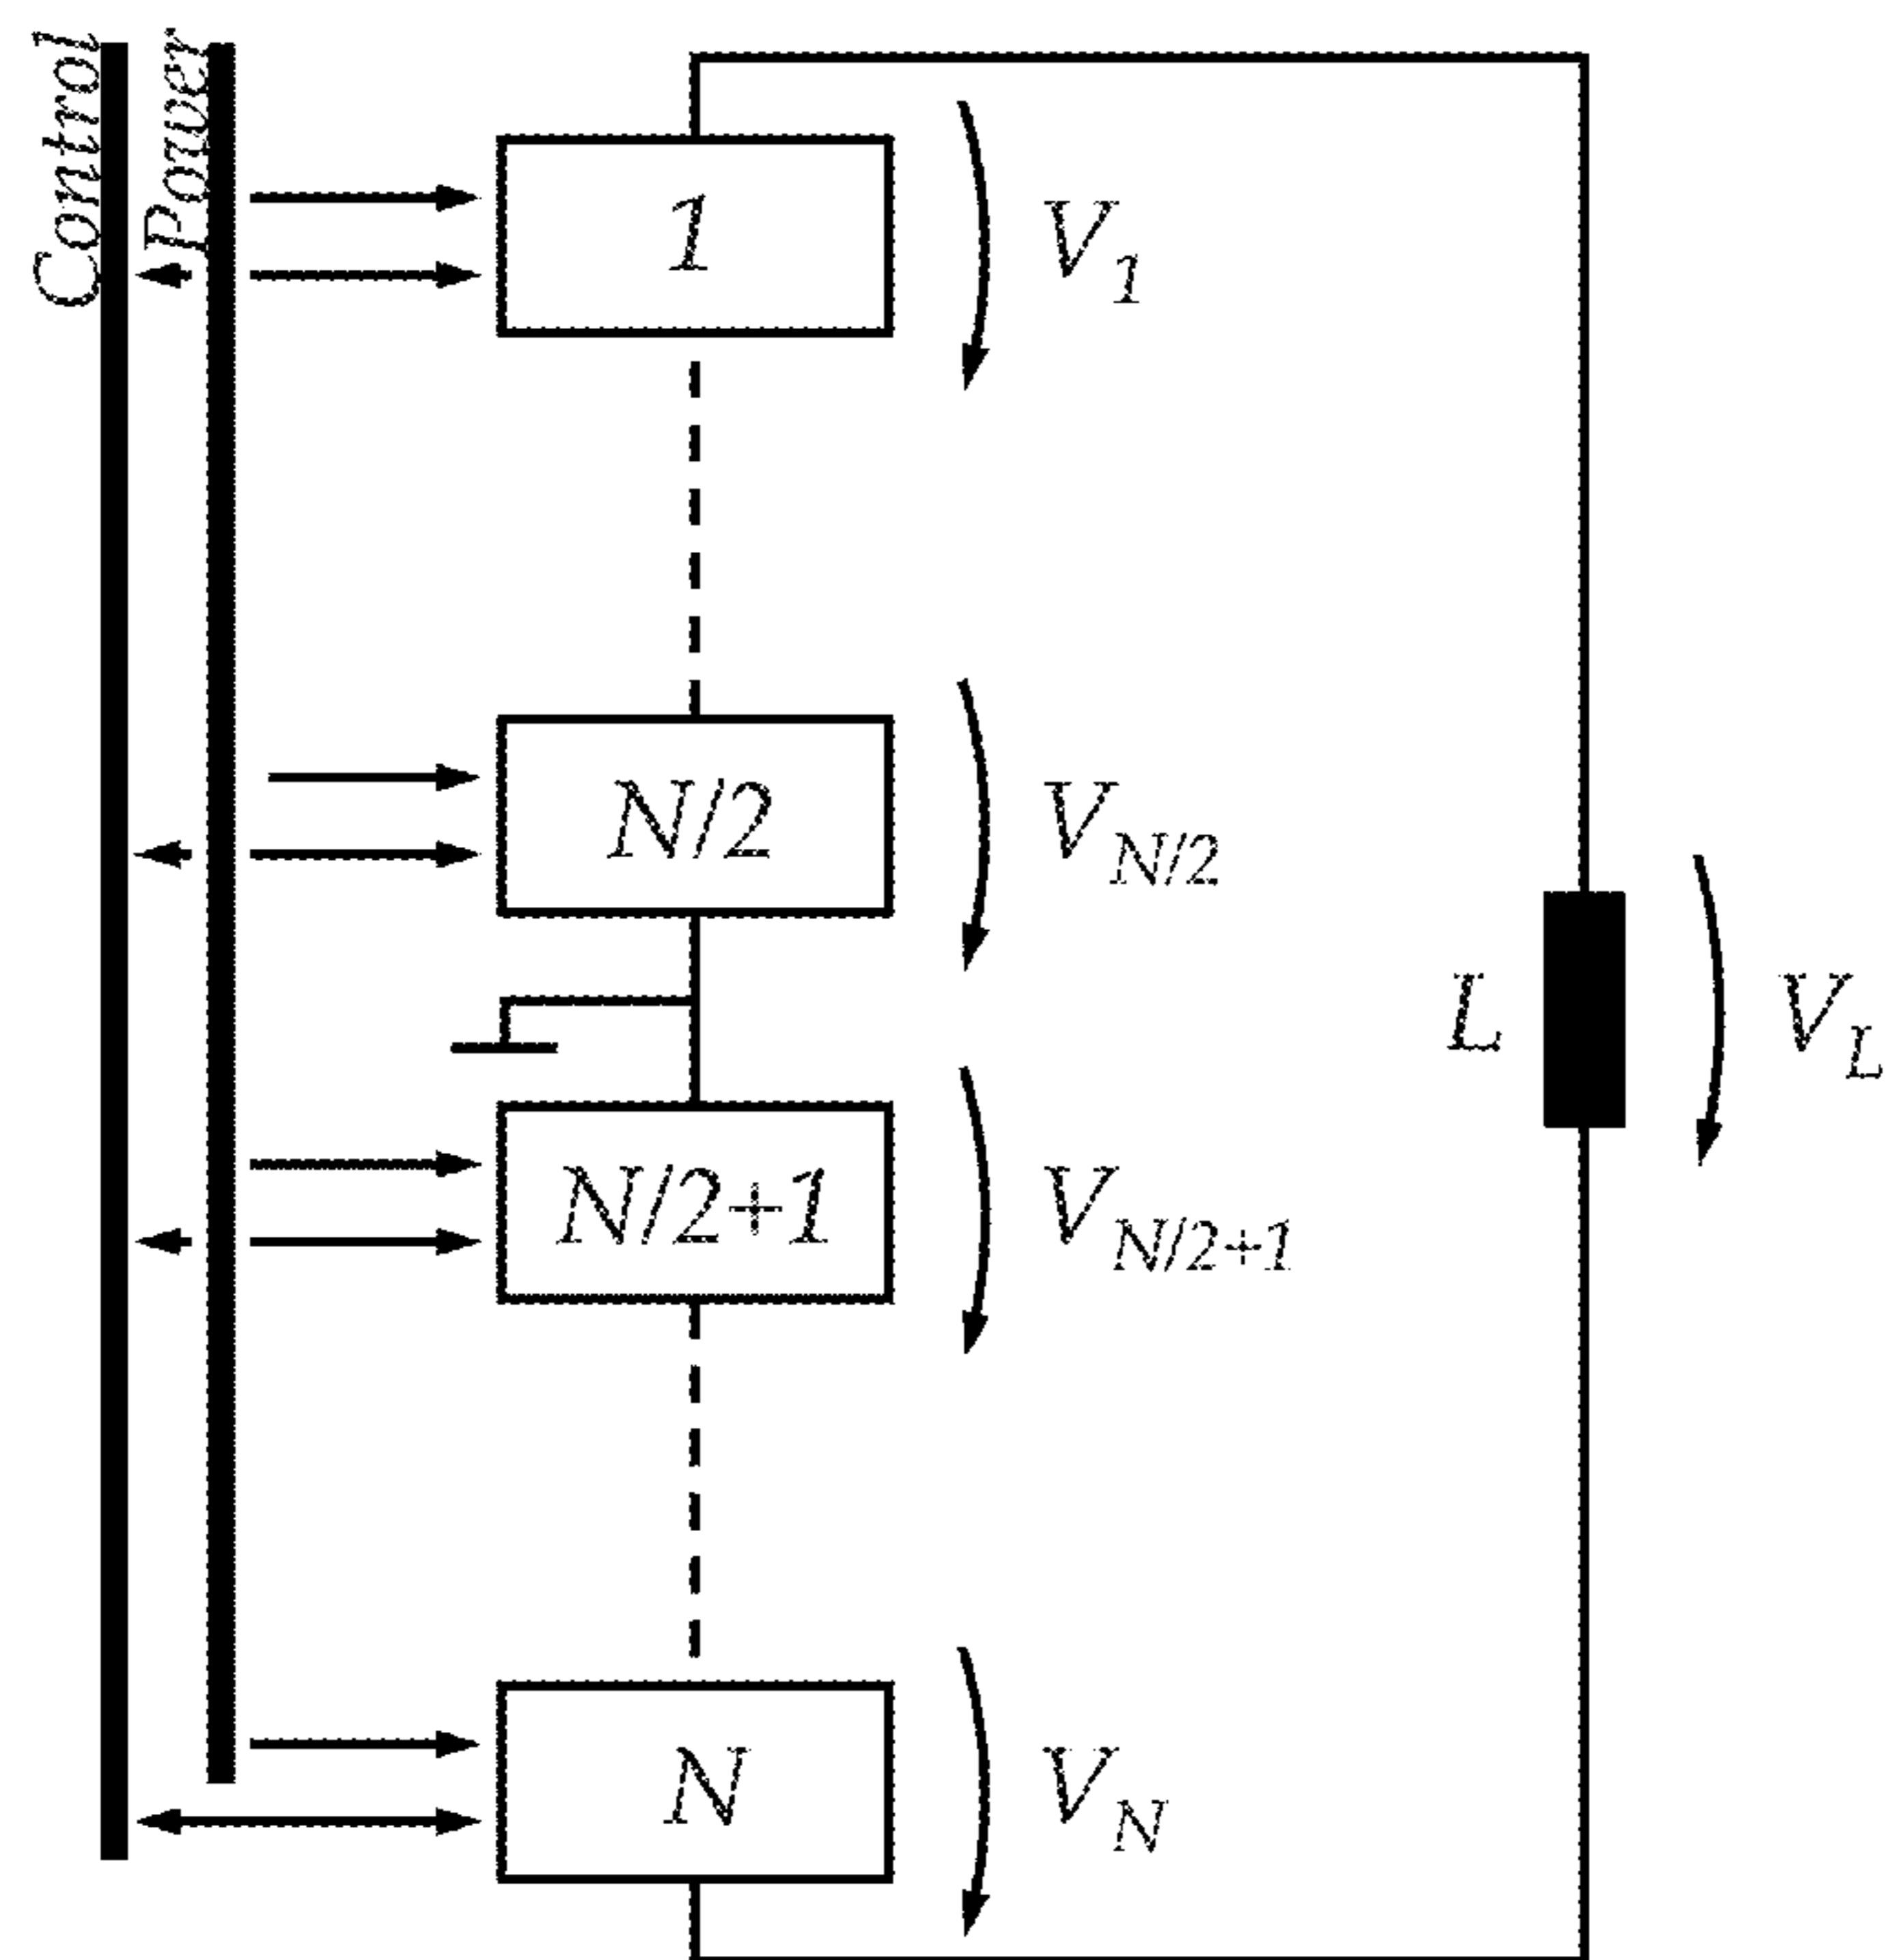 Control
Power
1
V1
N/2
VN/2
L
VL
N/2+1
VN/2+1
N
VN